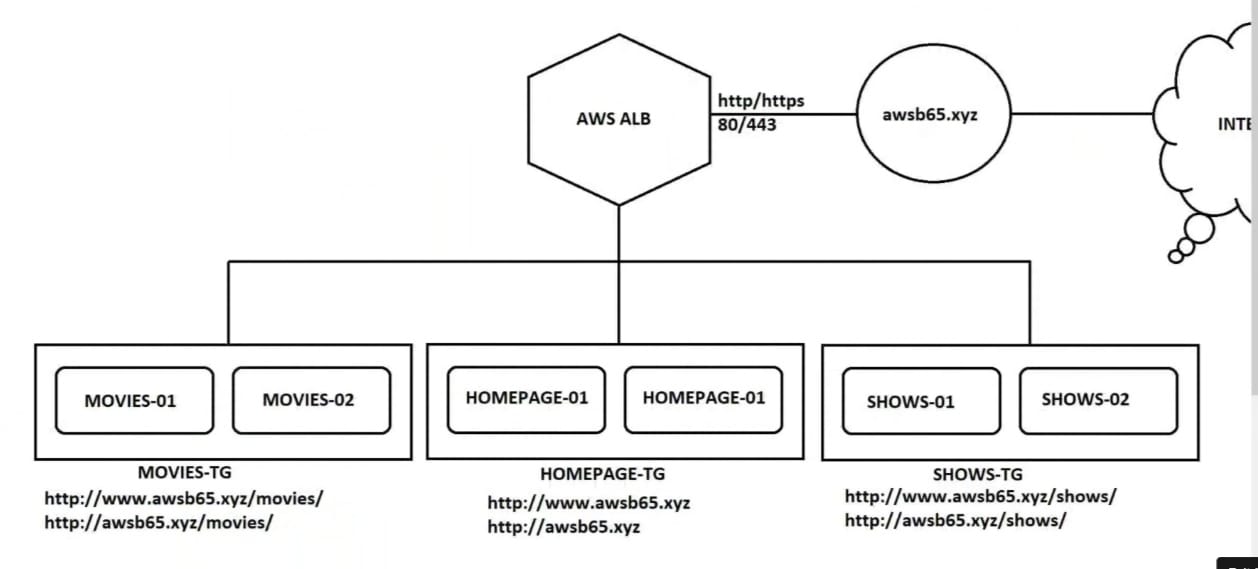 http/https
AWS ALB
80/443
awsb65.xyz
MOVIES-01
MOVIES-02
HOMEPAGE-01
HOMEPAGE-01
SHOWS-01
SHOWS-02
MOVIES-TG
http://www.awsb65.xyz/movies/
http://awsb65.xyz/movies/
HOMEPAGE-TG
http://www.awsb65.xyz
http://awsb65.xyz
SHOWS-TG
http://www.awsb65.xyz/shows/
http://awsb65.xyz/shows/